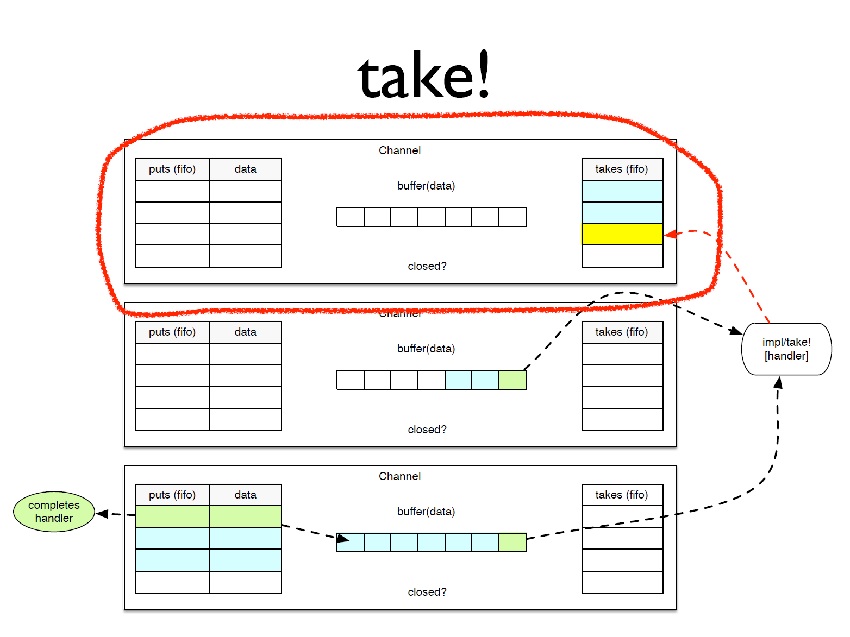 take!
Channel
puts (fifo) data takes (fifo)
buffer(data)
closed?
Channel
puts (fifo) data takes (fifo)
impl/take!
[handler]
buffer(data)
closed?
Channel
puts (fifo) data takes (fifo)
completes
handler
buffer(data)
closed?